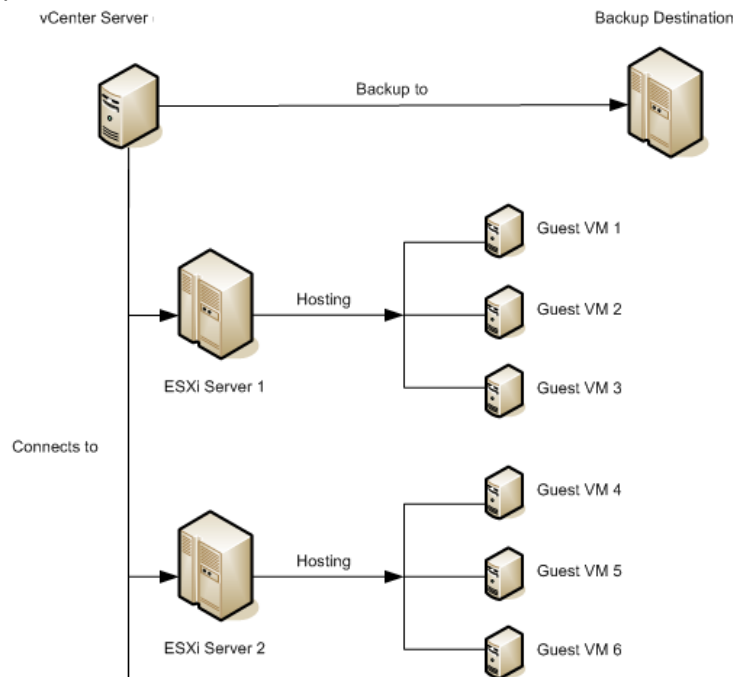 vCenter Server
Backup Destination
Backup to
Guest VM 1
Hosting
Guest VM 2
ESXi Server 1
Guest VM 3
Connects to
Guest VM 4
Hosting
Guest VM 5
ESXi Server 2
Guest VM 6